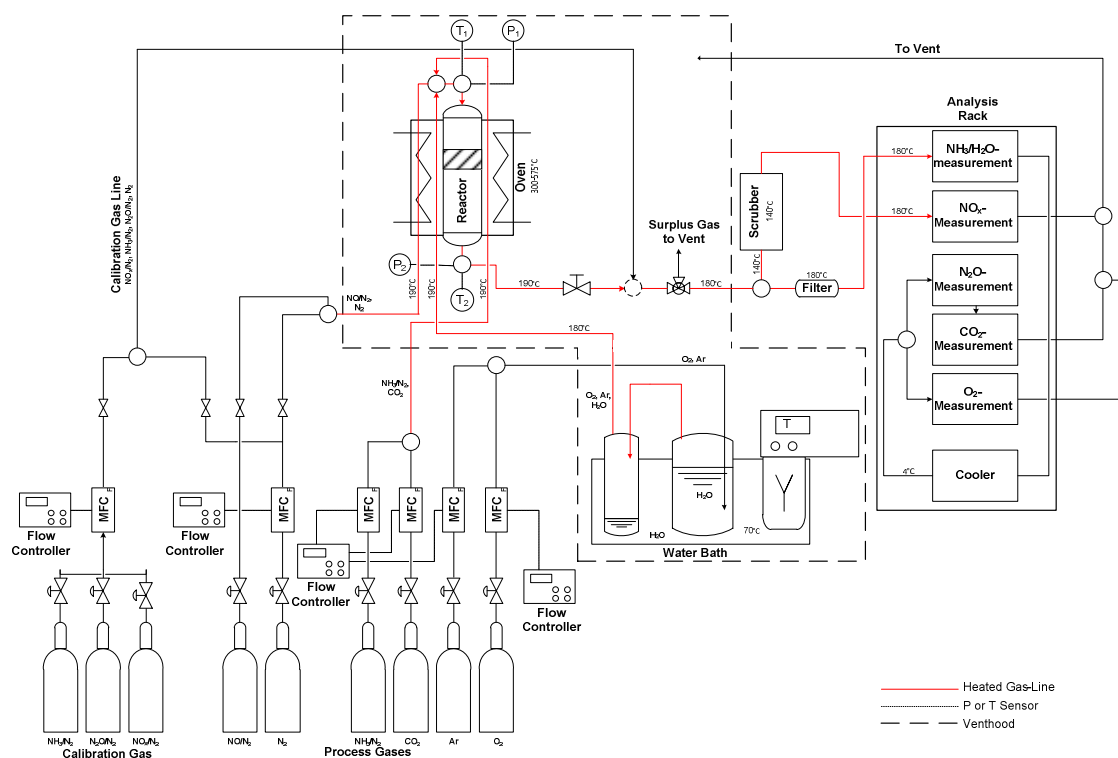 T1
P1
To Vent
Analysis
Rack
NH3/H2O-
measurement
180°C
NOx-
measurement
180°C
N2O-
Measurement
CO2-
Measurement
O2-
Measurement
Cooler
4°C
Calibration Gas Line
NOx/N2, NH3/N2, N2O/N2, N2
Reactor
Oven
300-575°C
Scrubber
140°C
140°C
Surplus Gas
to Vent
P2
T2
190°C
190°C
190°C
190°C
180°C
180°C
Filter
NO/N2,
N2
180°C
NH3/N2,
CO2
O2, Ar
O2, Ar,
H2O
T
H2O
H2O
70°C
Water Bath
MFC
F
MFC
F
MFC
F
MFC
F
MFC
F
MFC
F
Flow
Controller
Flow
Controller
Flow
Controller
Flow
Controller
NH3/N2
N2O/N2
NOx/N2
NO/N2
N2
NH3/N2
CO2
Ar
O2
Calibration Gas
Process Gases
Heated Gas-Line
P or T Sensor
Venthood